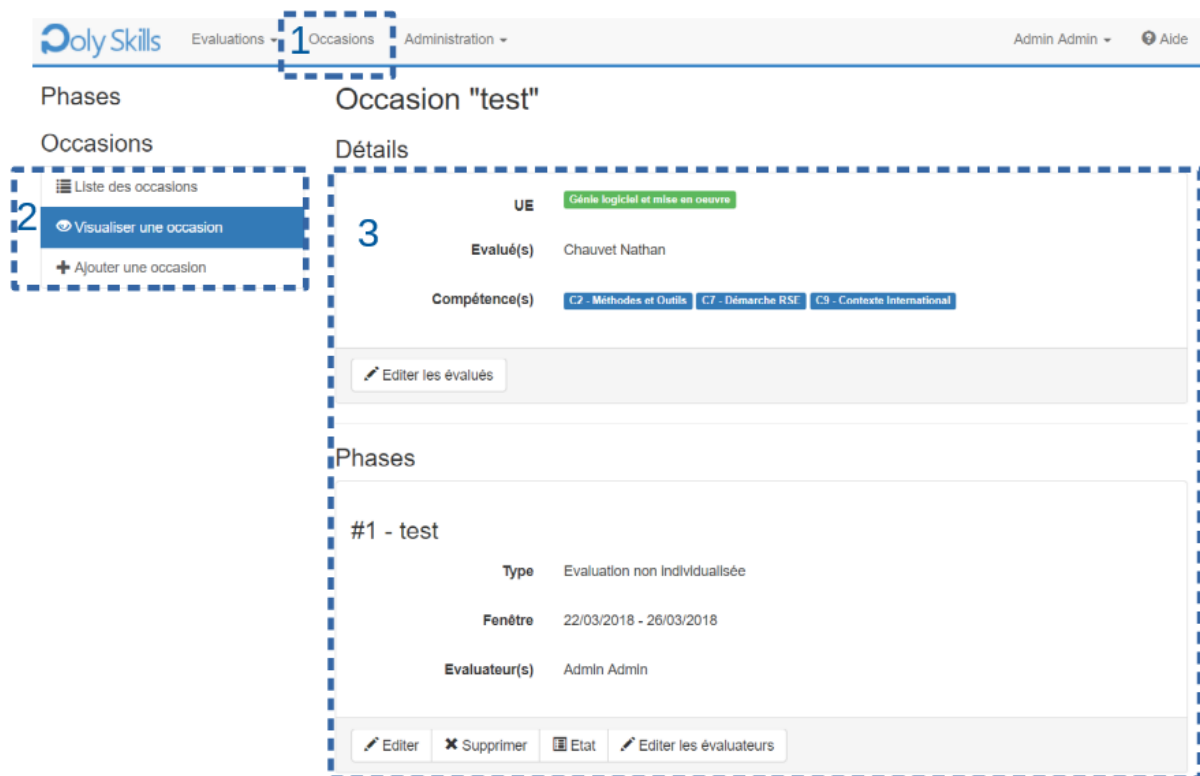 Poly Skills Evaluations 1 Occasions Administration Admin Admin Aide
Phases
Occasions
2
Liste des occasions
Visualiser une occasion
Ajouter une occasion
Occasion "test"
Détails
3
UE Génie logiciel et mise en oeuvre
Evalué(s) Chauvet Nathan
Compétence(s) C2 - Méthodes et Outils C7 - Démarche RSE C9 - Contexte International
Editer les évalués
Phases
#1 - test
Type Evaluation non individualisée
Fenêtre 22/03/2018 - 26/03/2018
Evaluateur(s) Admin Admin
Editer Supprimer Etat Editer les évaluateurs